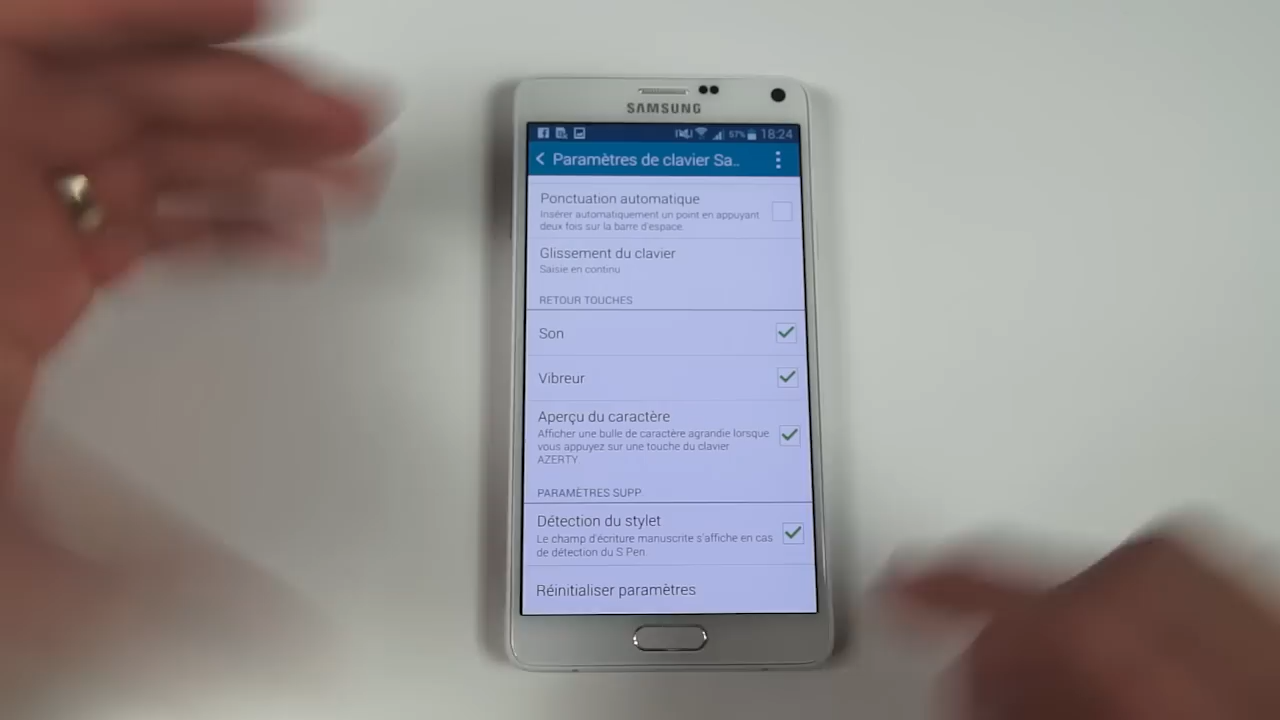 SAMSUNG
57% 18:24
Paramètres de clavier Sa..
Ponctuation automatique
Insérer automatiquement un point en appuyant
deux fois sur la barre d'espace.
Glissement du clavier
Saisie en continu
RETOUR TOUCHES
Son
Vibreur
Aperçu du caractère
Afficher une bulle de caractère agrandie lorsque
vous appuyez sur une touche du clavier
AZERTY
PARAMÈTRES SUPP
Détection du stylet
Le champ d'écriture manuscrite s'affiche en cas
de détection du S Pen.
Réinitialiser paramètres